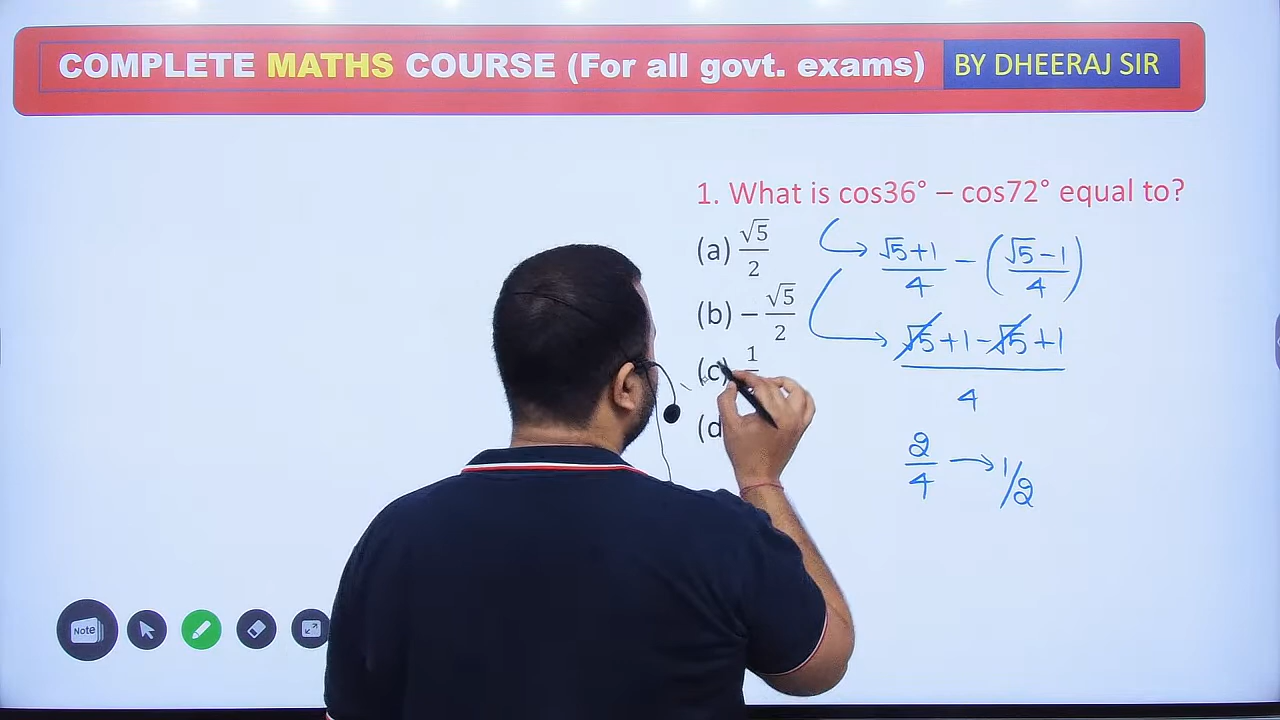 COMPLETE MATHS COURSE (For all govt. exams) BY DHEERAJ SIR
1. What is cos36° – cos72° equal to?
(a) √5/2
(b) – √5/2
(c) 1
(d
(√5+1)/4 – ((√5–1)/4)
(√5+1–√5+1)/4
2/4 → 1/2
Note